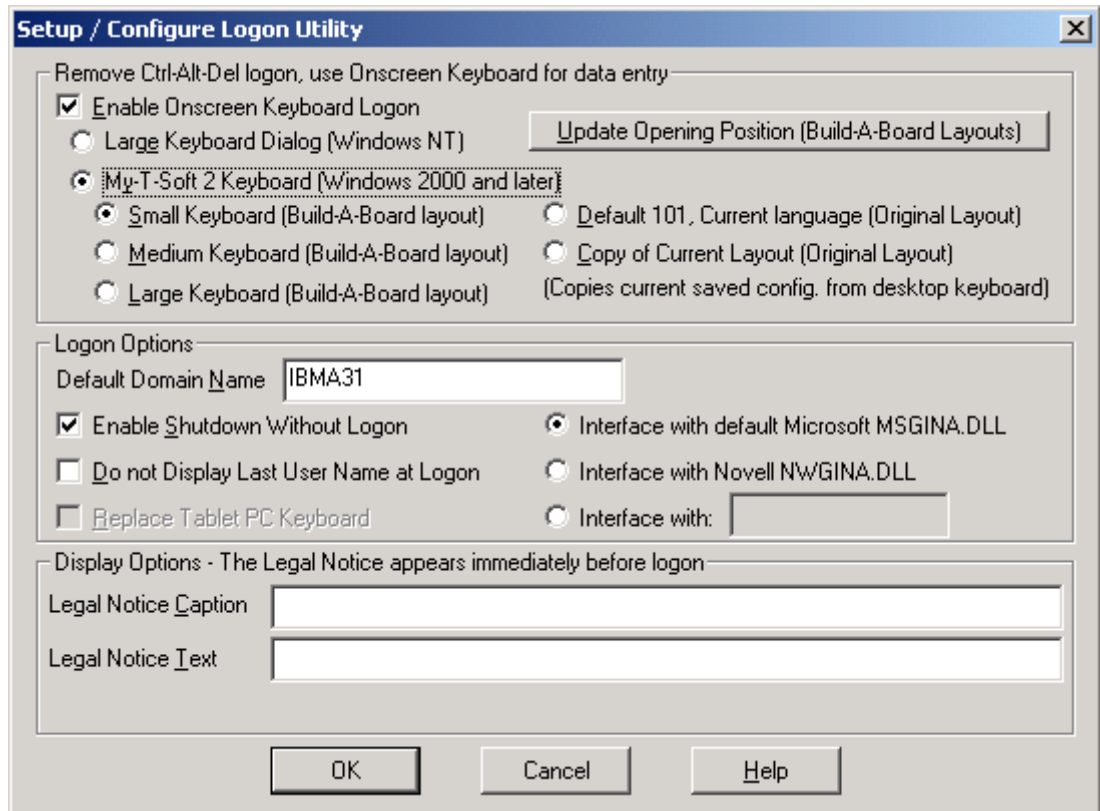 Setup / Configure Logon Utility
Remove Ctrl-Alt-Del logon, use Onscreen Keyboard for data entry
Enable Onscreen Keyboard Logon
Large Keyboard Dialog (Windows NT)
Update Opening Position (Build-A-Board Layouts)
My-T-Soft 2 Keyboard (Windows 2000 and later)
Small Keyboard (Build-A-Board layout)
Default 101, Current language (Original Layout)
Medium Keyboard (Build-A-Board layout)
Copy of Current Layout (Original Layout)
Large Keyboard (Build-A-Board layout)
(Copies current saved config. from desktop keyboard)
Logon Options
Default Domain Name IBMA31
Enable Shutdown Without Logon
Interface with default Microsoft MSGINA.DLL
Do not Display Last User Name at Logon
Interface with Novell NWGINA.DLL
Replace Tablet PC Keyboard
Interface with:
Display Options - The Legal Notice appears immediately before logon
Legal Notice Caption
Legal Notice Text
OK Cancel Help